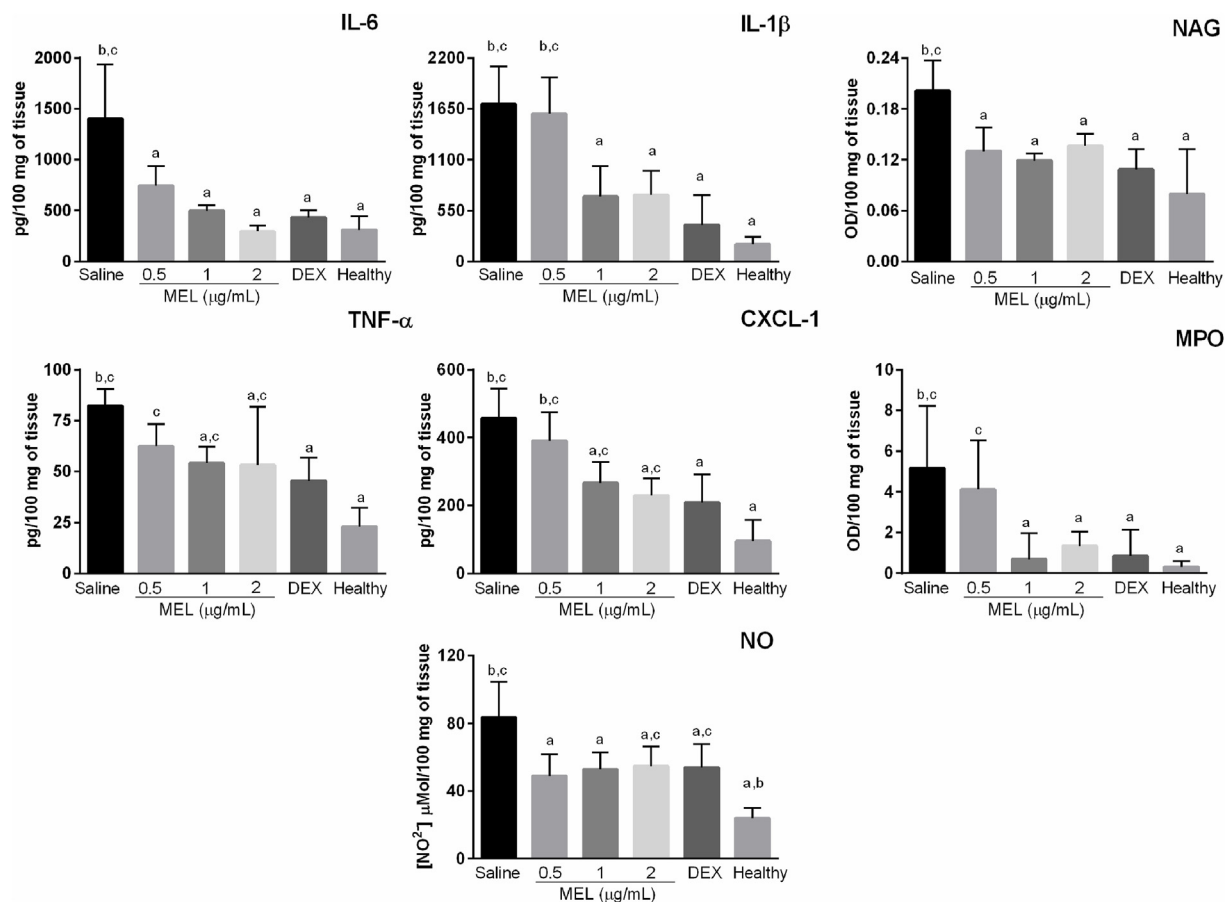 IL-6
pg/100 mg of tissue
2000
1500
1000
500
0
b,c
a
a
a
a
a
Saline 0.5 1 2 DEX Healthy
MEL (μg/mL)
IL-1β
pg/100 mg of tissue
2200
1650
1100
550
0
b,c
b,c
a
a
a
a
Saline 0.5 1 2 DEX Healthy
MEL (μg/mL)
NAG
OD/100 mg of tissue
0.24
0.18
0.12
0.06
0.00
b,c
a
a
a
a
a
Saline 0.5 1 2 DEX Healthy
MEL (μg/mL)
TNF-α
pg/100 mg of tissue
100
75
50
25
0
b,c
c
a,c
a,c
a
a
Saline 0.5 1 2 DEX Healthy
MEL (μg/mL)
CXCL-1
pg/100 mg of tissue
600
400
200
0
b,c
b,c
a,c
a,c
a
a
Saline 0.5 1 2 DEX Healthy
MEL (μg/mL)
MPO
OD/100 mg of tissue
10
8
6
4
2
0
b,c
c
a
a
a
a
Saline 0.5 1 2 DEX Healthy
MEL (μg/mL)
NO
[NO²⁻] μMol/100 mg of tissue
120
80
40
0
b,c
a
a
a,c
a,c
a,b
Saline 0.5 1 2 DEX Healthy
MEL (μg/mL)